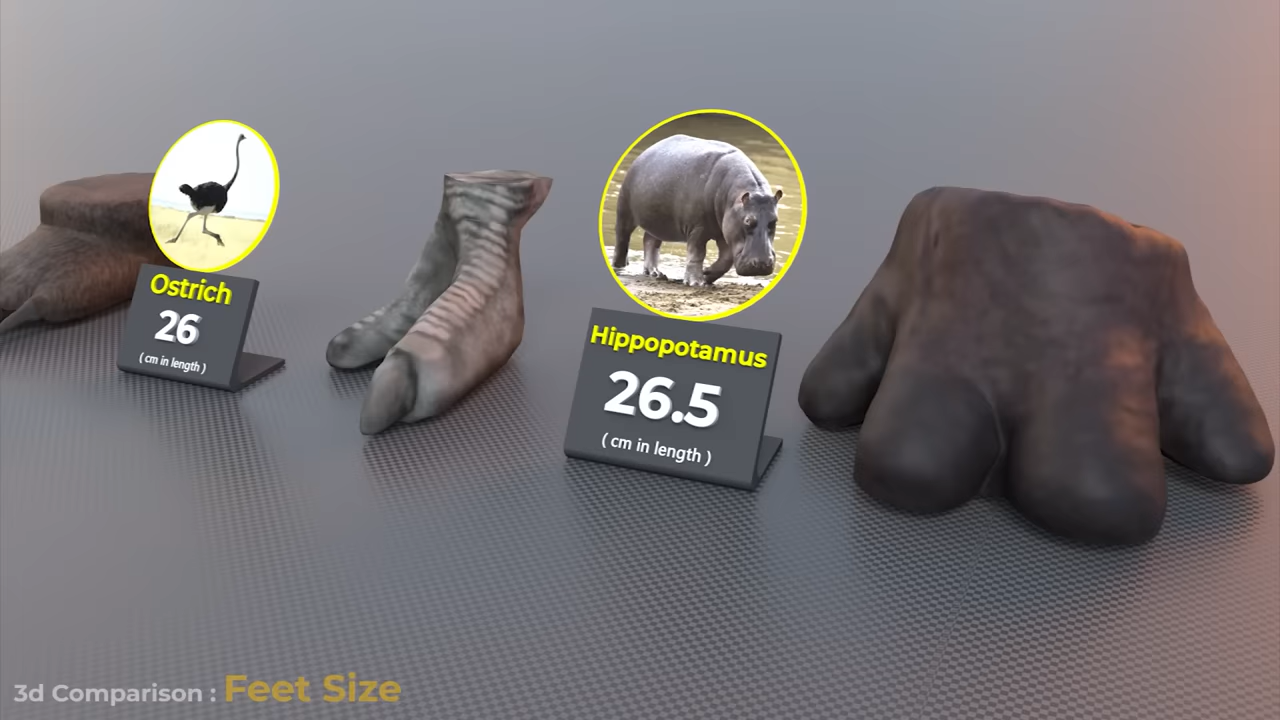 Ostrich
26
( cm in length )
Hippopotamus
26.5
( cm in length )
3d Comparison : Feet Size